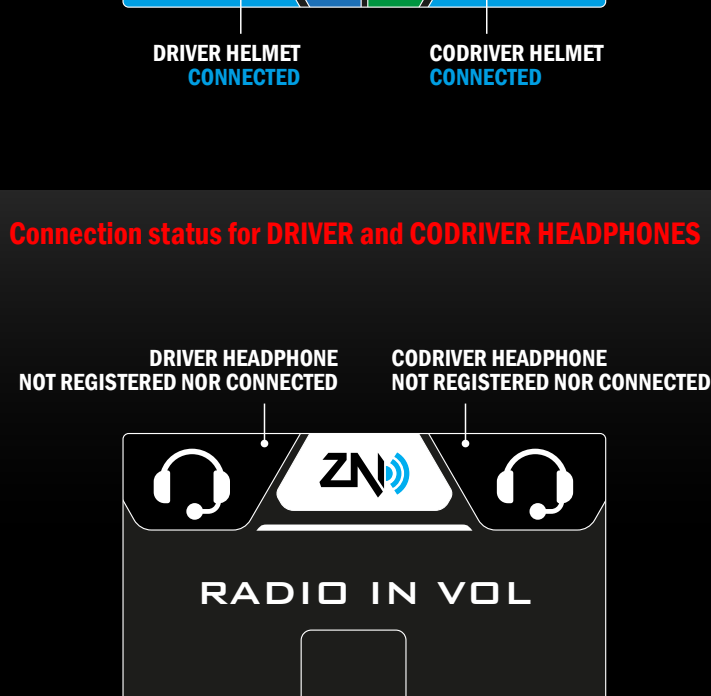 DRIVER HELMET
CONNECTED
CODRIVER HELMET
CONNECTED
Connection status for DRIVER and CODRIVER HEADPHONES
DRIVER HEADPHONE
NOT REGISTERED NOR CONNECTED
CODRIVER HEADPHONE
NOT REGISTERED NOR CONNECTED
ZN
RADIO IN VOL